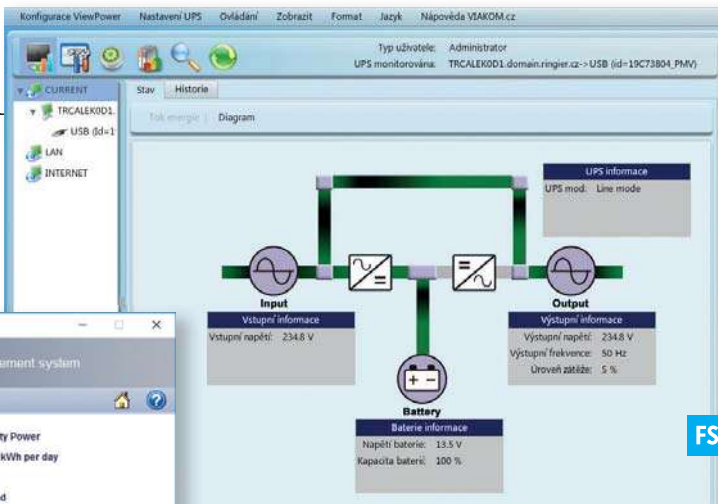 Konfigurace ViewPower Nastavení UPS Ovládání Zobrazit Format Jazyk Nápověda VIAKOM.cz
Typ uživatele: Administrator
UPS monitorována: TRCALEK0D1.domain.ringier.cz->USB (id=19C73804_PMV)
CURRENT
TRCALEK0D1.
USB (Id=1
LAN
INTERNET
Stav Historie
Tok energie Diagram
UPS informace
UPS mod: Line mode
Input
Vstupní informace
Vstupní napětí: 234.8 V
Output
Výstupní informace
Výstupní napětí: 234.8 V
Výstupní frekvence: 50 Hz
Úroveň zátěže: 5 %
Battery
Baterie informace
Napětí baterie: 13.5 V
Kapacita baterií: 100 %
ement system
ty Power
kWh per day
d
FS